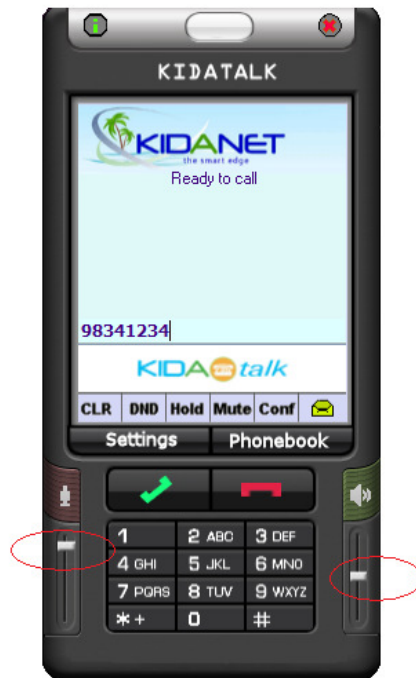 i
KIDATALK
KIDANET
the smart edge
Ready to call
98341234
KIDA talk
CLR DND Hold Mute Conf
Settings Phonebook
1 2 ABC 3 DEF
4 GHI 5 JKL 6 MNO
7 PQRS 8 TUV 9 WXYZ
*+ 0 #